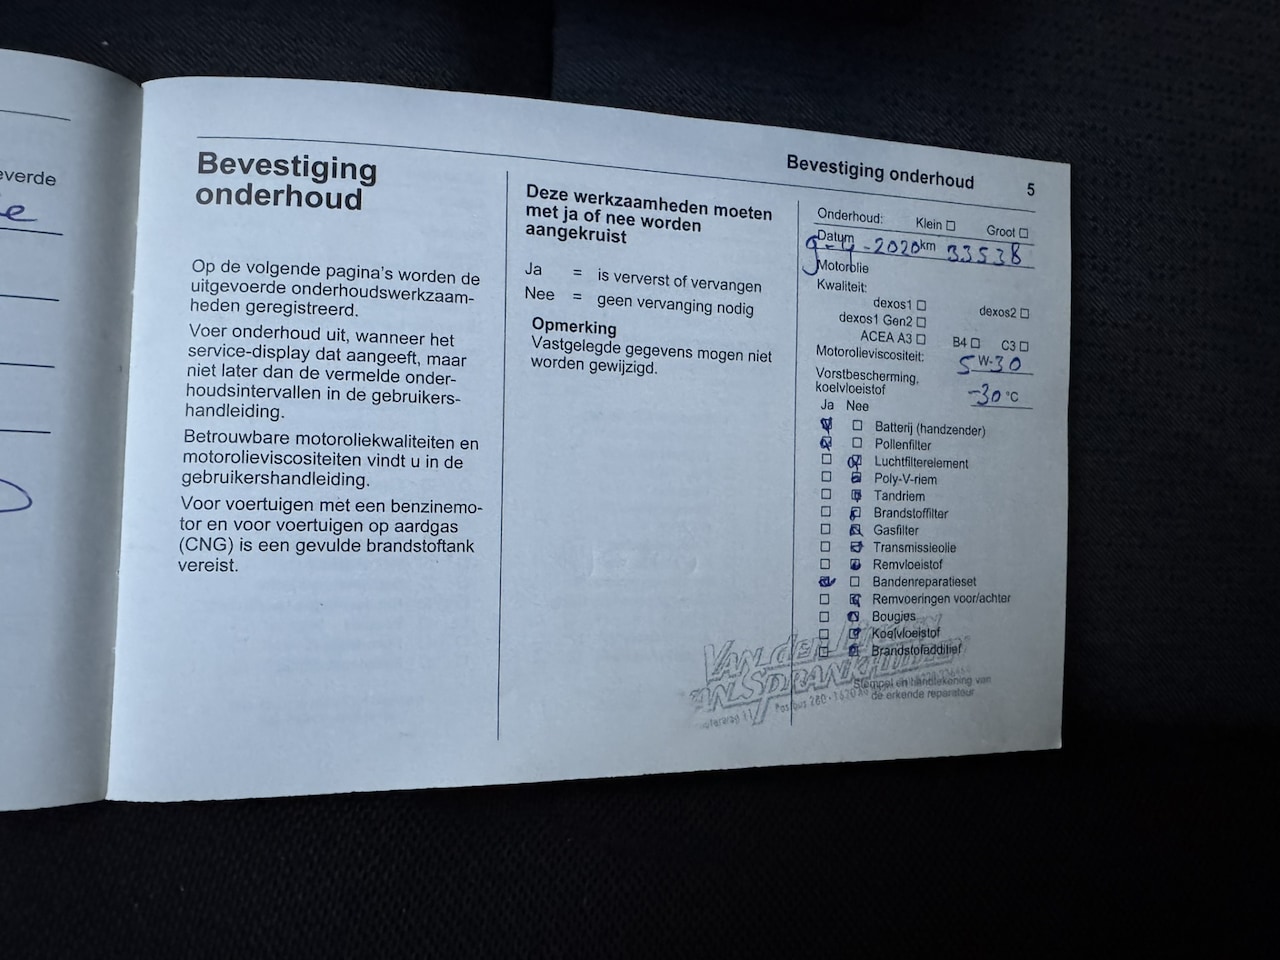 everde
Bevestiging
onderhoud
Op de volgende pagina's worden de
uitgevoerde onderhoudswerkzaam-
heden geregistreerd.
Voer onderhoud uit, wanneer het
service-display dat aangeeft, maar
niet later dan de vermelde onder-
houdsintervallen in de gebruikers-
handleiding.
Betrouwbare motoroliekwaliteiten en
motorolieviscositeiten vindt u in de
gebruikershandleiding.
Voor voertuigen met een benzinemo-
tor en voor voertuigen op aardgas
(CNG) is een gevulde brandstoftank
vereist.
Deze werkzaamheden moeten
met ja of nee worden
aangekruist
Ja = is ververst of vervangen
Nee = geen vervanging nodig
Opmerking
Vastgelegde gegevens mogen niet
worden gewijzigd.
Bevestiging onderhoud 5
Onderhoud: Klein Groot
Datum 9-4-2020 km 33538
Motorolie
Kwaliteit:
dexos1 dexos2
dexos1 Gen2
ACEA A3 B4 C3
Motorolieviscositeit: 5 W-30
Vorstbescherming,
koelvloeistof -30 °C
Ja Nee
Batterij (handzender)
Pollenfilter
Luchtfilterelement
Poly-V-riem
Tandriem
Brandstoffilter
Gasfilter
Transmissieolie
Remvloeistof
Bandenreparatieset
Remvoeringen voor/achter
Bougies
Koelvloeistof
Brandstofadditief
Stempel en handtekening van
de erkende reparateur
Van der
Postbus 280 - 1620